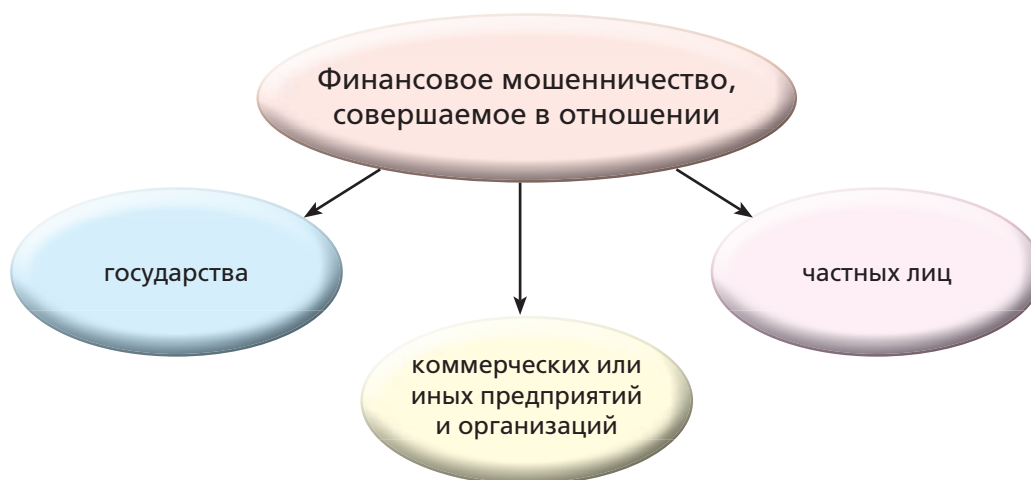 Финансовое мошенничество,
совершаемое в отношении
государства
частных лиц
коммерческих или
иных предприятий
и организаций